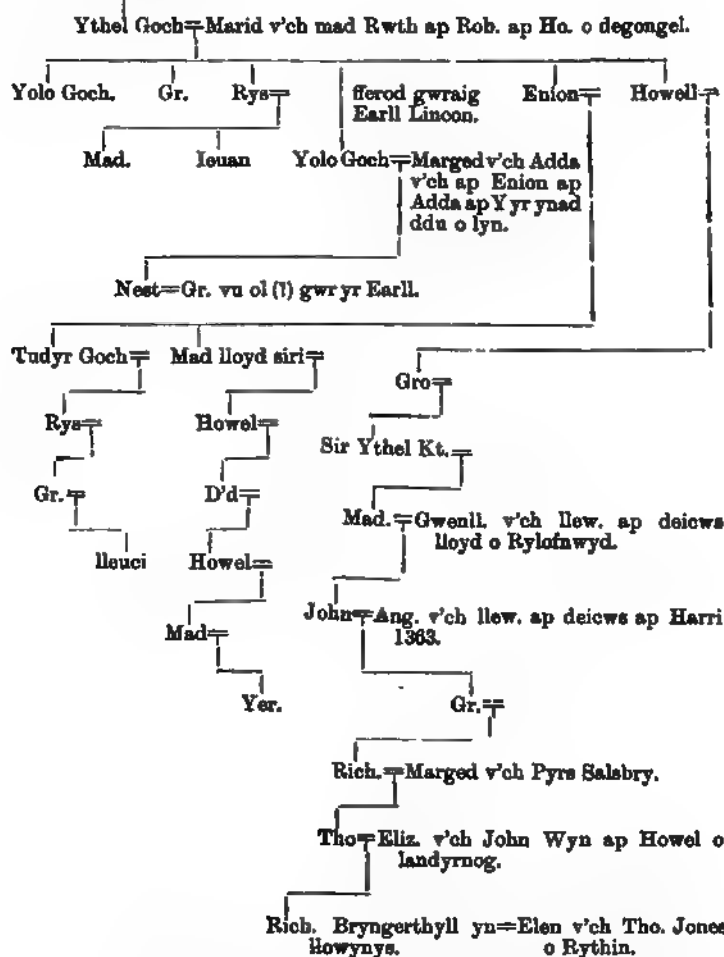 Ythel Goch=Marid v'ch mad Rwth ap Rob. ap Ho. o degongel.
Yolo Goch. Gr. Rys= fferod gwraig Enion= Howell=
Earll Lincon.
Mad. Ieuan Yolo Goch=Marged v'ch Adda
v'ch ap Enion ap
Adda ap Yyr ynad
ddu o lyn.
Nest=Gr. vu ol (?) gwr yr Earll.
Tudyr Goch= Mad lloyd siri= Gro=
Rys= Howel= Sir Ythel Kt.=
Gr.= D'd= Mad.=Gwenll. v'ch llew. ap deicws
lloyd o Rylofnwyd.
lleuci Howel= John=Ang. v'ch llew. ap deicws ap Harri
1363.
Mad=
Yer. Gr.=
Rich.=Marged v'ch Pyrs Salsbry.
Tho=Eliz. v'ch John Wyn ap Howel o
landyrnog.
Rich. Bryngerthyll yn=Elen v'ch Tho. Jones
llowynys. o Rythin.